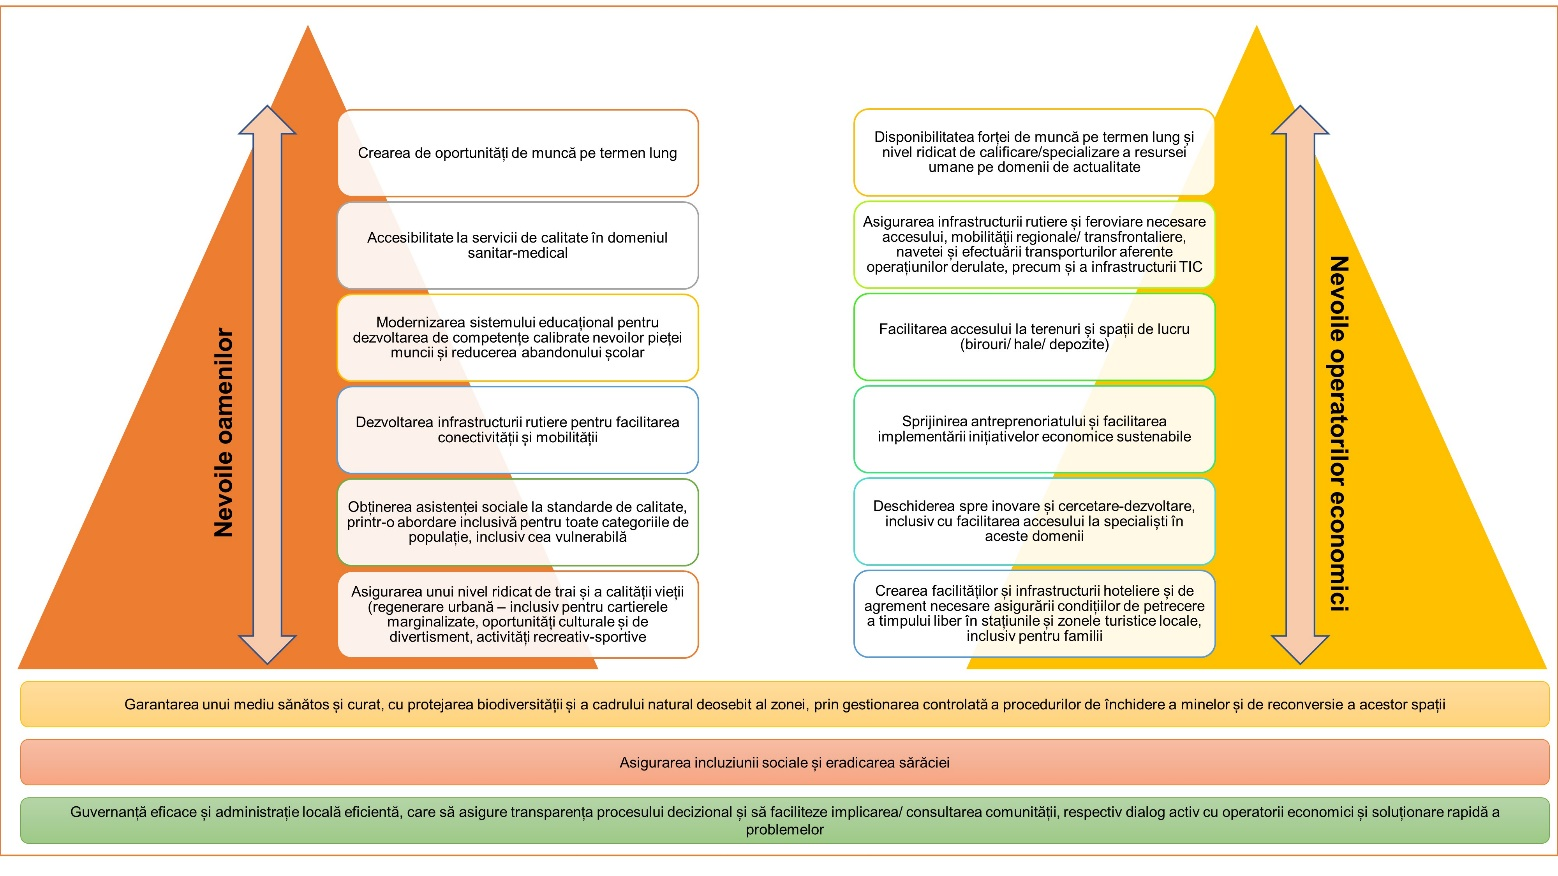 Nevoile oamenilor
Crearea de oportunități de muncă pe termen lung
Accesibilitate la servicii de calitate în domeniul
sanitar-medical
Modernizarea sistemului educațional pentru
dezvoltarea de competențe calibrate nevoilor pieței
muncii și reducerea abandonului școlar
Dezvoltarea infrastructurii rutiere pentru facilitarea
conectivității și mobilității
Obținerea asistenței sociale la standarde de calitate,
printr-o abordare inclusivă pentru toate categoriile de
populație, inclusiv cea vulnerabilă
Asigurarea unui nivel ridicat de trai și a calității vieții
(regenerare urbană – inclusiv pentru cartierele
marginalizate, oportunități culturale și de
divertisment, activități recreativ-sportive
Disponibilitatea forței de muncă pe termen lung și
nivel ridicat de calificare/specializare a resursei
umane pe domenii de actualitate
Asigurarea infrastructurii rutiere și feroviare necesare
accesului, mobilității regionale/ transfrontaliere,
navetei și efectuării transporturilor aferente
operațiunilor derulate, precum și a infrastructurii TIC
Facilitarea accesului la terenuri și spații de lucru
(birouri/ hale/ depozite)
Sprijinirea antreprenoriatului și facilitarea
implementării inițiativelor economice sustenabile
Deschiderea spre inovare și cercetare-dezvoltare,
inclusiv cu facilitarea accesului la specialiști în
aceste domenii
Crearea facilităților și infrastructurii hoteliere și de
agrement necesare asigurării condițiilor de petrecere
a timpului liber în stațiunile și zonele turistice locale,
inclusiv pentru familii
Nevoile operatorilor economici
Garantarea unui mediu sănătos și curat, cu protejarea biodiversității și a cadrului natural deosebit al zonei, prin gestionarea controlată a procedurilor de închidere a minelor și de reconversie a acestor spații
Asigurarea incluziunii sociale și eradicarea sărăciei
Guvernanță eficace și administrație locală eficientă, care să asigure transparența procesului decizional și să faciliteze implicarea/ consultarea comunității, respectiv dialog activ cu operatorii economici și soluționare rapidă a
problemelor